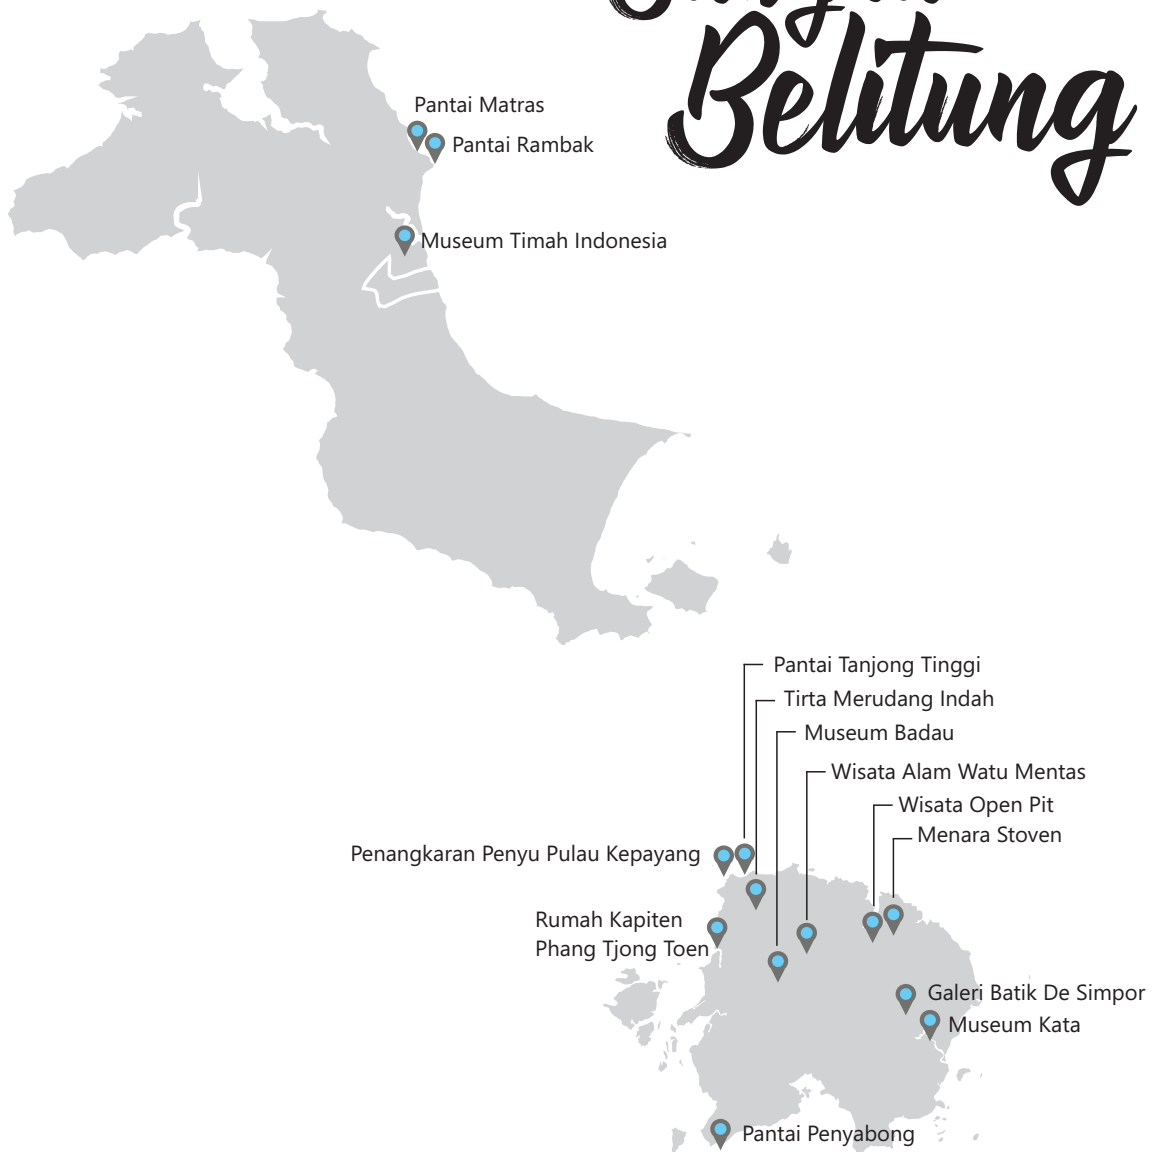 Belitung
Pantai Matras
Pantai Rambak
Museum Timah Indonesia
Pantai Tanjong Tinggi
Tirta Merudang Indah
Museum Badau
Wisata Alam Watu Mentas
Wisata Open Pit
Menara Stoven
Penangkaran Penyu Pulau Kepayang
Rumah Kapiten
Phang Tjong Toen
Galeri Batik De Simpor
Museum Kata
Pantai Penyabong